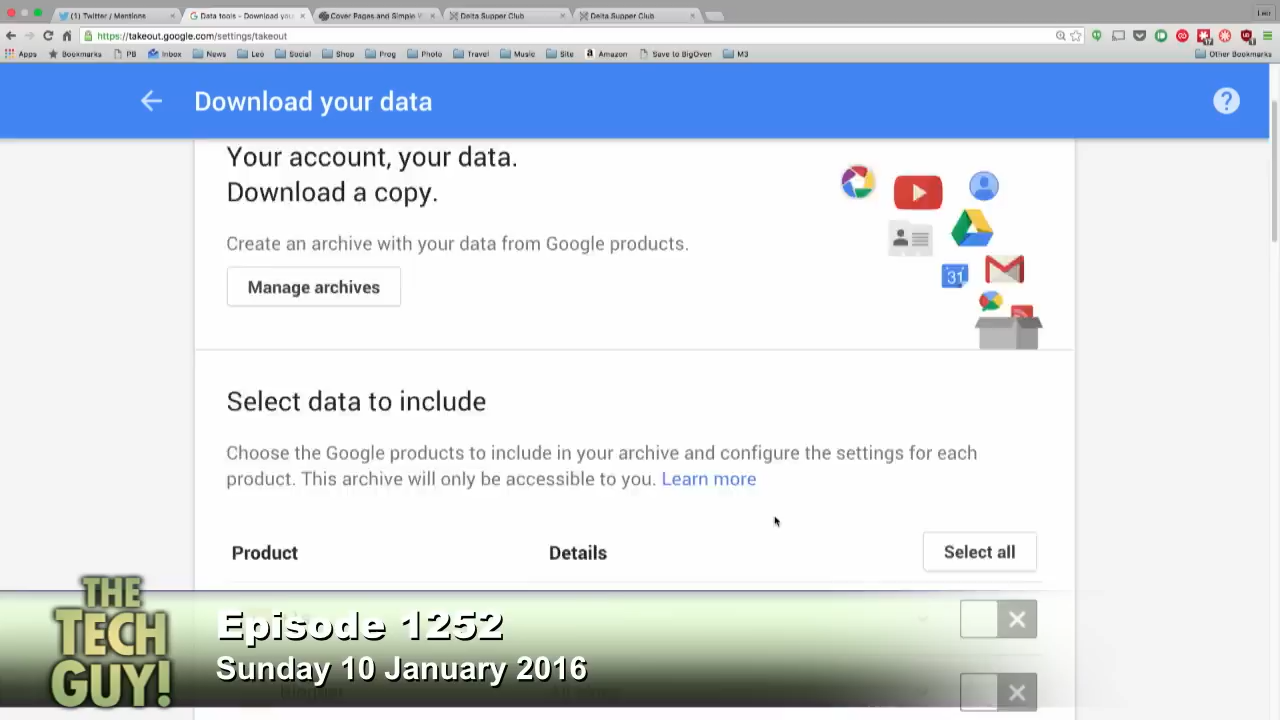 (1) Twitter / Mentions
Data tools - Download you
Cover Pages and Simple
Delta Supper Club
Delta Supper Club
Leo
https://takeout.google.com/settings/takeout
Apps Bookmarks PB Inbox News Leo Social Shop Prog Photo Travel Music Site Amazon Save to BigOven M3 Other Bookmarks
Download your data
?
Your account, your data.
Download a copy.
Create an archive with your data from Google products.
Manage archives
31
Select data to include
Choose the Google products to include in your archive and configure the settings for each
product. This archive will only be accessible to you. Learn more
Product Details Select all
THE
TECH
GUY!
Episode 1252
Sunday 10 January 2016